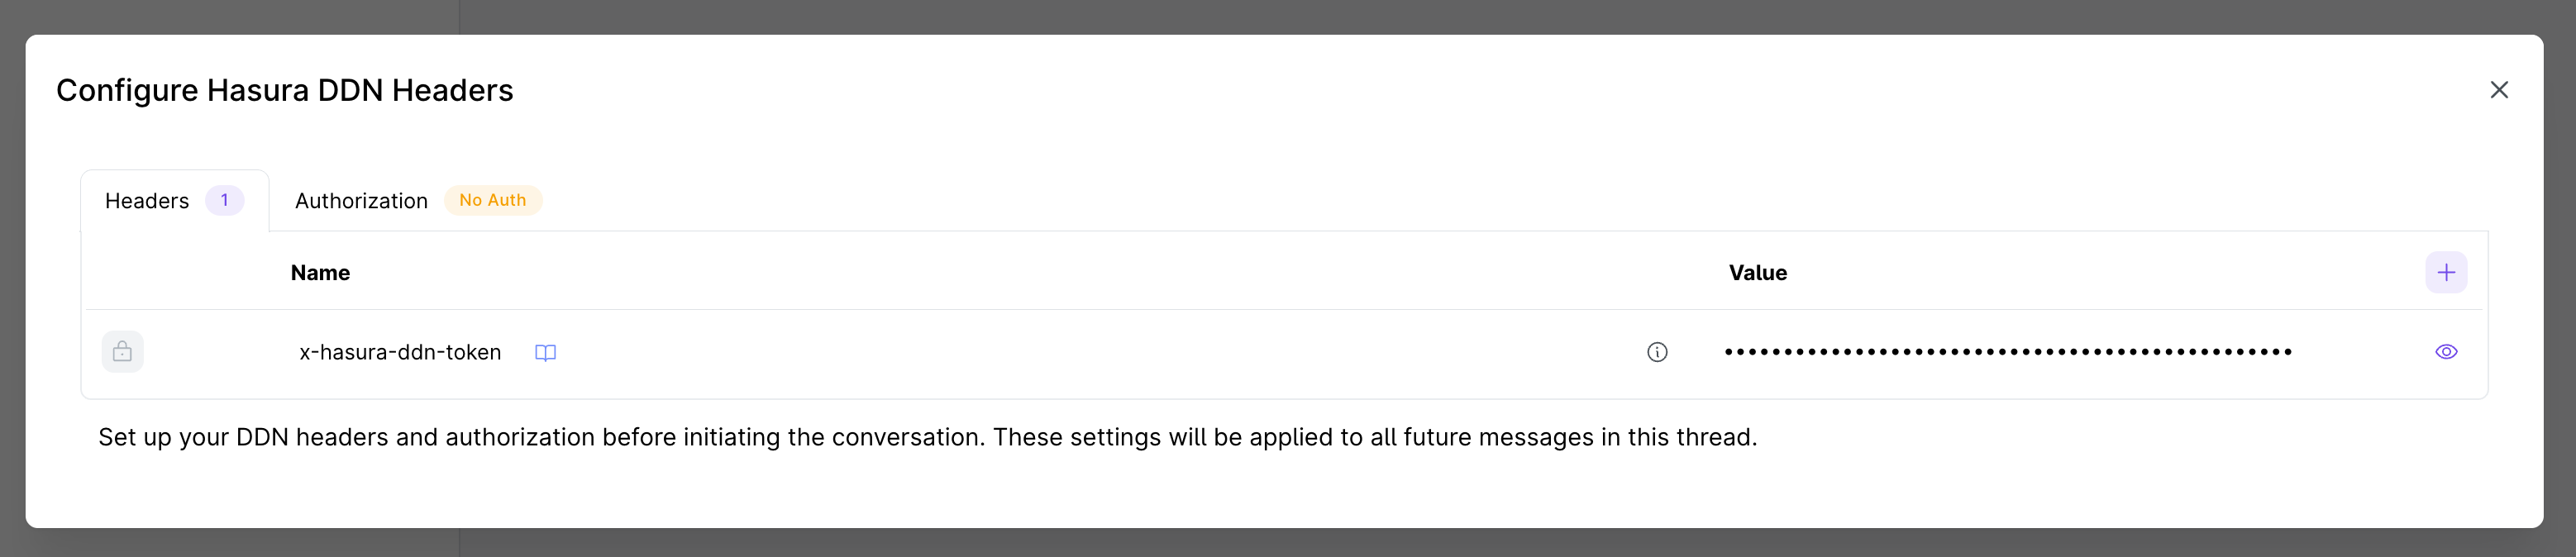 Configure Hasura DDN Headers
Headers 1 Authorization No Auth
Name Value
x-hasura-ddn-token ••••••••••••••••••••••••••••••••••••••••••••••••
Set up your DDN headers and authorization before initiating the conversation. These settings will be applied to all future messages in this thread.